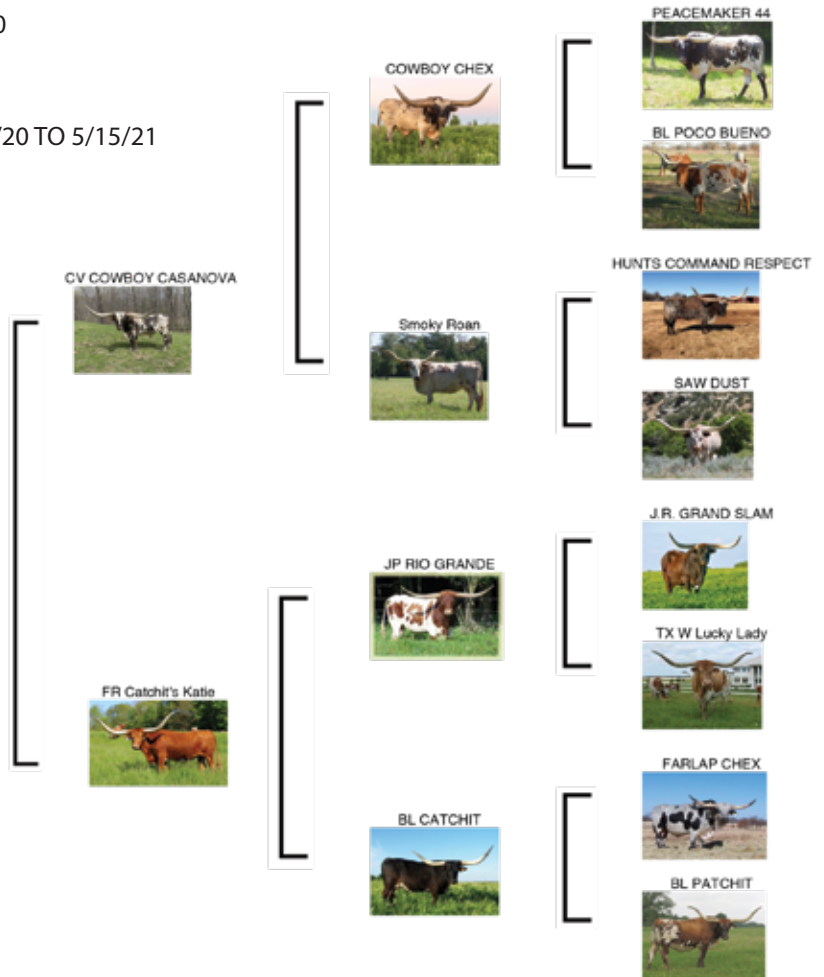 0
/20 TO 5/15/21
PEACEMAKER 44
COWBOY CHEX
BL POCO BUENO
CV COWBOY CASANOVA
HUNTS COMMAND RESPECT
Smoky Roan
SAW DUST
J.R. GRAND SLAM
JP RIO GRANDE
TX W Lucky Lady
FR Catchit's Katie
FARLAP CHEX
BL CATCHIT
BL PATCHIT